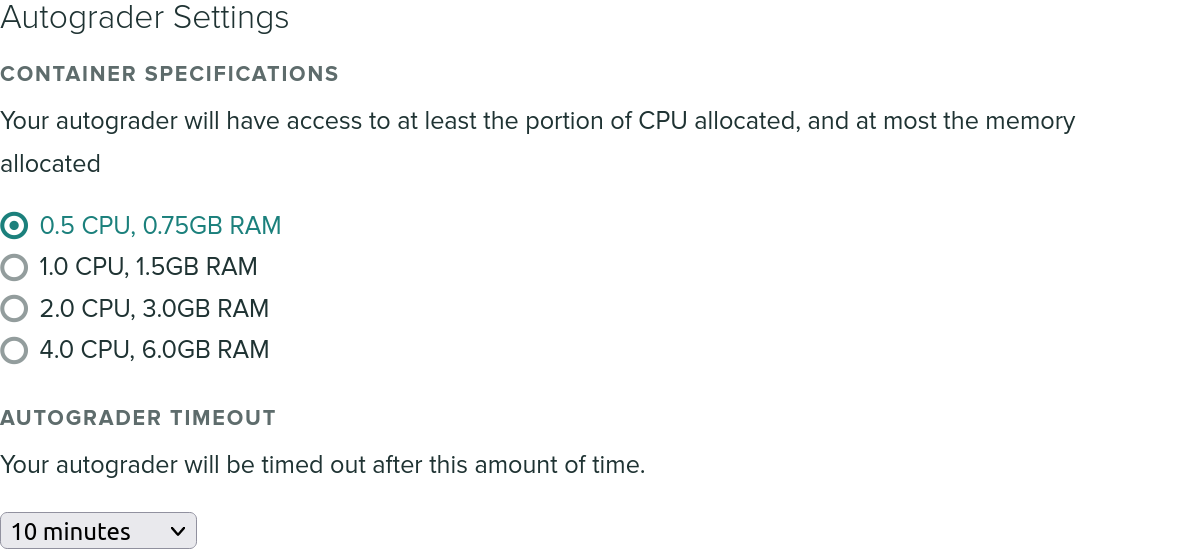 Autograder Settings
CONTAINER SPECIFICATIONS
Your autograder will have access to at least the portion of CPU allocated, and at most the memory
allocated
0.5 CPU, 0.75GB RAM
1.0 CPU, 1.5GB RAM
2.0 CPU, 3.0GB RAM
4.0 CPU, 6.0GB RAM
AUTOGRADER TIMEOUT
Your autograder will be timed out after this amount of time.
10 minutes